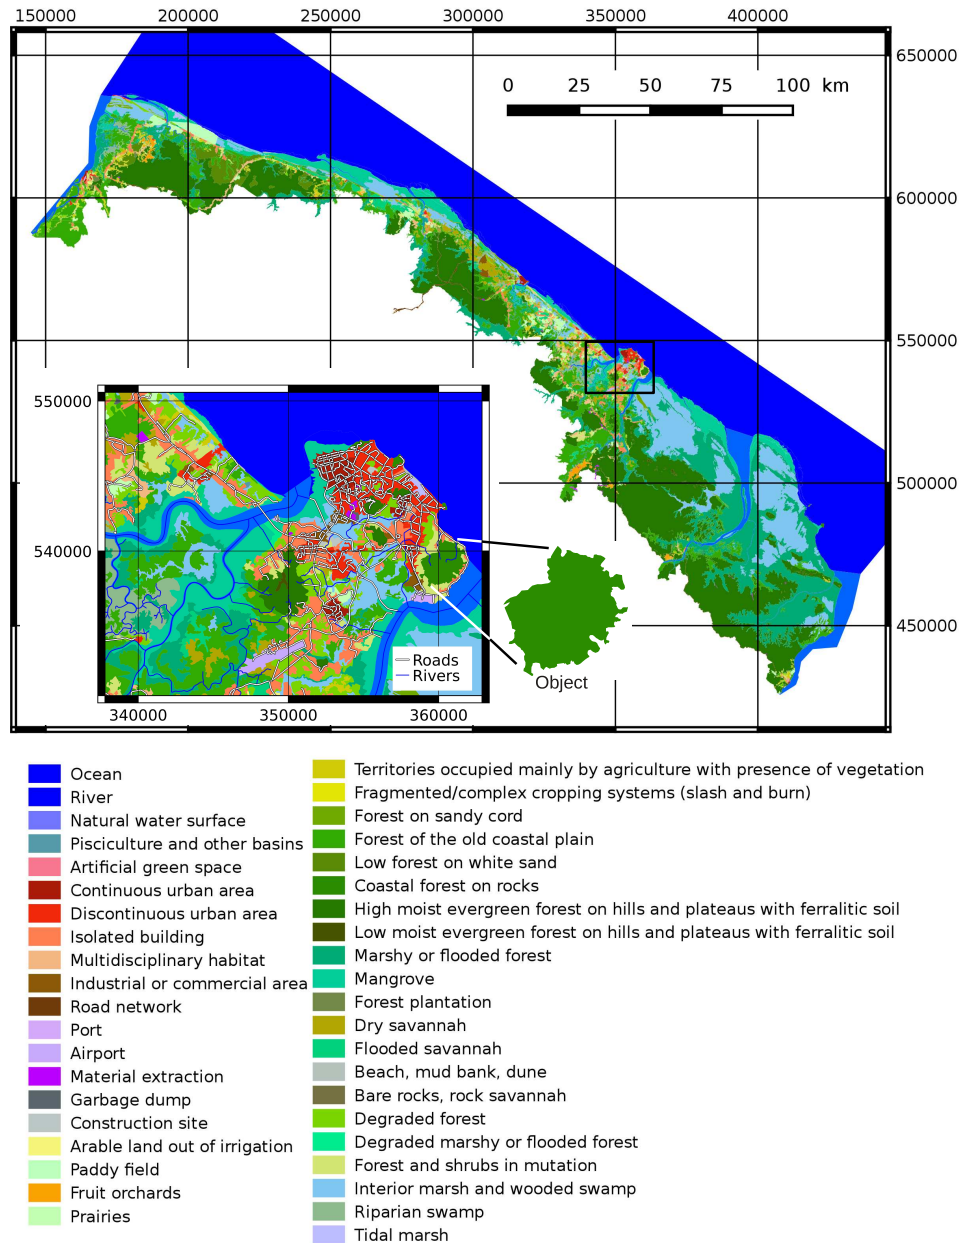 150000 200000 250000 300000 350000 400000
650000
0 25 50 75 100 km
600000
550000
550000
500000
540000
450000
Roads
Rivers
Object
340000 350000 360000
Ocean
River
Natural water surface
Pisciculture and other basins
Artificial green space
Continuous urban area
Discontinuous urban area
Isolated building
Multidisciplinary habitat
Industrial or commercial area
Road network
Port
Airport
Material extraction
Garbage dump
Construction site
Arable land out of irrigation
Paddy field
Fruit orchards
Prairies
Territories occupied mainly by agriculture with presence of vegetation
Fragmented/complex cropping systems (slash and burn)
Forest on sandy cord
Forest of the old coastal plain
Low forest on white sand
Coastal forest on rocks
High moist evergreen forest on hills and plateaus with ferralitic soil
Low moist evergreen forest on hills and plateaus with ferralitic soil
Marshy or flooded forest
Mangrove
Forest plantation
Dry savannah
Flooded savannah
Beach, mud bank, dune
Bare rocks, rock savannah
Degraded forest
Degraded marshy or flooded forest
Forest and shrubs in mutation
Interior marsh and wooded swamp
Riparian swamp
Tidal marsh